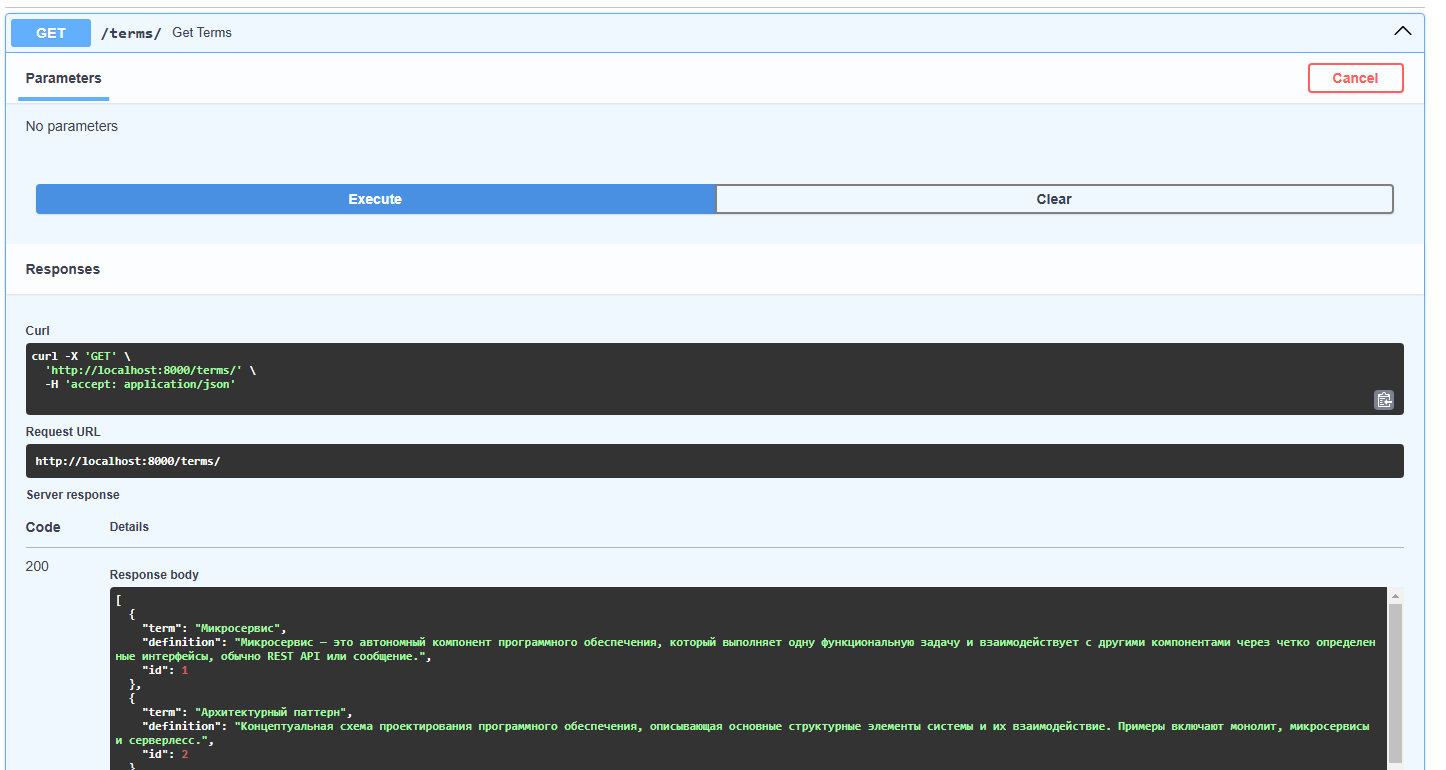 GET /terms/ Get Terms
Parameters
Cancel
No parameters
Execute
Clear
Responses
Curl
curl -X 'GET' \
'http://localhost:8000/terms/' \
-H 'accept: application/json'
Request URL
http://localhost:8000/terms/
Server response
Code
Details
200
Response body
[
{
"term": "Микросервис",
"definition": "Микросервис — это автономный компонент программного обеспечения, который выполняет одну функциональную задачу и взаимодействует с другими компонентами через четко определен
ные интерфейсы, обычно REST API или сообщение.",
"id": 1
},
{
"term": "Архитектурный паттерн",
"definition": "Концептуальная схема проектирования программного обеспечения, описывающая основные структурные элементы системы и их взаимодействие. Примеры включают монолит, микросервисы
и серверлесс.",
"id": 2
}